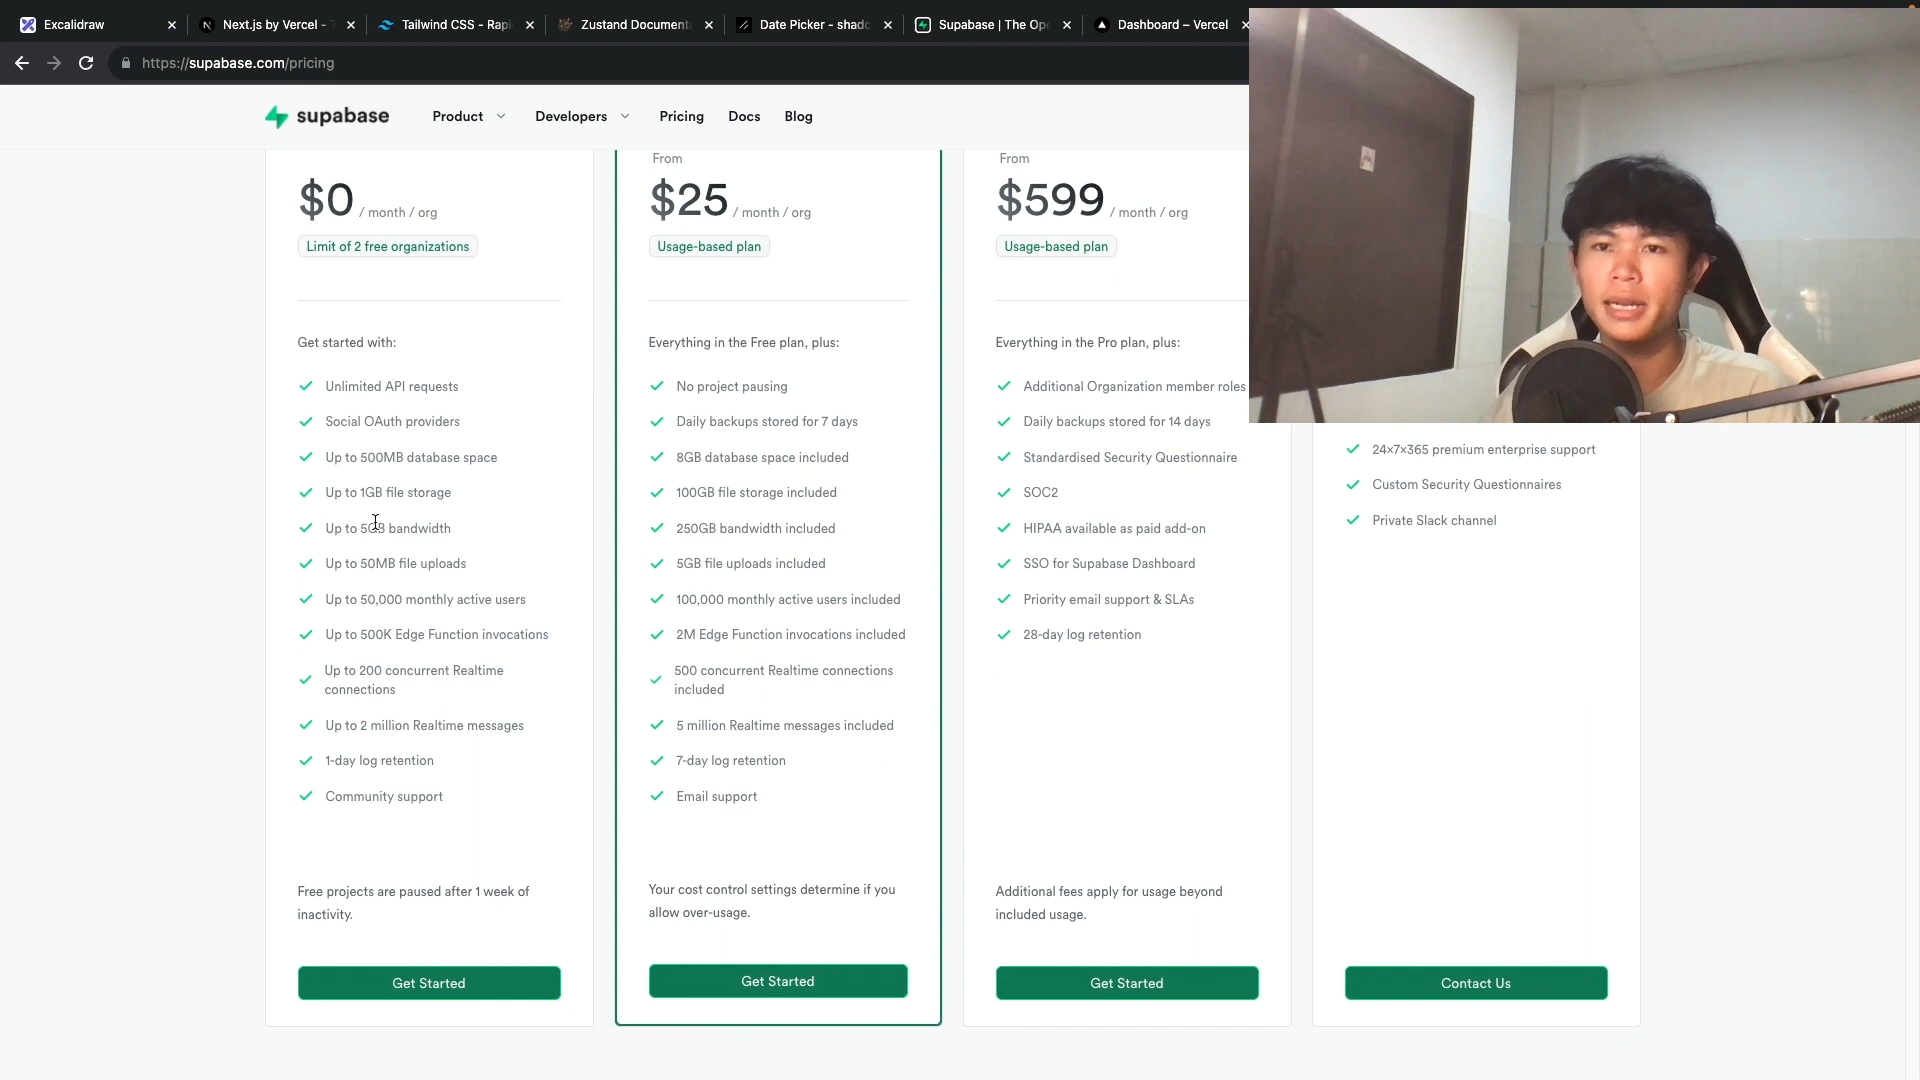 Excalidraw
Next.js by Vercel -
Tailwind CSS - Rapi
Zustand Document
Date Picker - shadc
Supabase | The Ope
Dashboard – Vercel
https://supabase.com/pricing
supabase
Product
Developers
Pricing
Docs
Blog
$0 / month / org
Limit of 2 free organizations
Get started with:
Unlimited API requests
Social OAuth providers
Up to 500MB database space
Up to 1GB file storage
Up to 5GB bandwidth
Up to 50MB file uploads
Up to 50,000 monthly active users
Up to 500K Edge Function invocations
Up to 200 concurrent Realtime
connections
Up to 2 million Realtime messages
1-day log retention
Community support
Free projects are paused after 1 week of
inactivity.
Get Started
From
$25 / month / org
Usage-based plan
Everything in the Free plan, plus:
No project pausing
Daily backups stored for 7 days
8GB database space included
100GB file storage included
250GB bandwidth included
5GB file uploads included
100,000 monthly active users included
2M Edge Function invocations included
500 concurrent Realtime connections
included
5 million Realtime messages included
7-day log retention
Email support
Your cost control settings determine if you
allow over-usage.
Get Started
From
$599 / month / org
Usage-based plan
Everything in the Pro plan, plus:
Additional Organization member roles
Daily backups stored for 14 days
Standardised Security Questionnaire
SOC2
HIPAA available as paid add-on
SSO for Supabase Dashboard
Priority email support & SLAs
28-day log retention
Additional fees apply for usage beyond
included usage.
Get Started
24×7×365 premium enterprise support
Custom Security Questionnaires
Private Slack channel
Contact Us